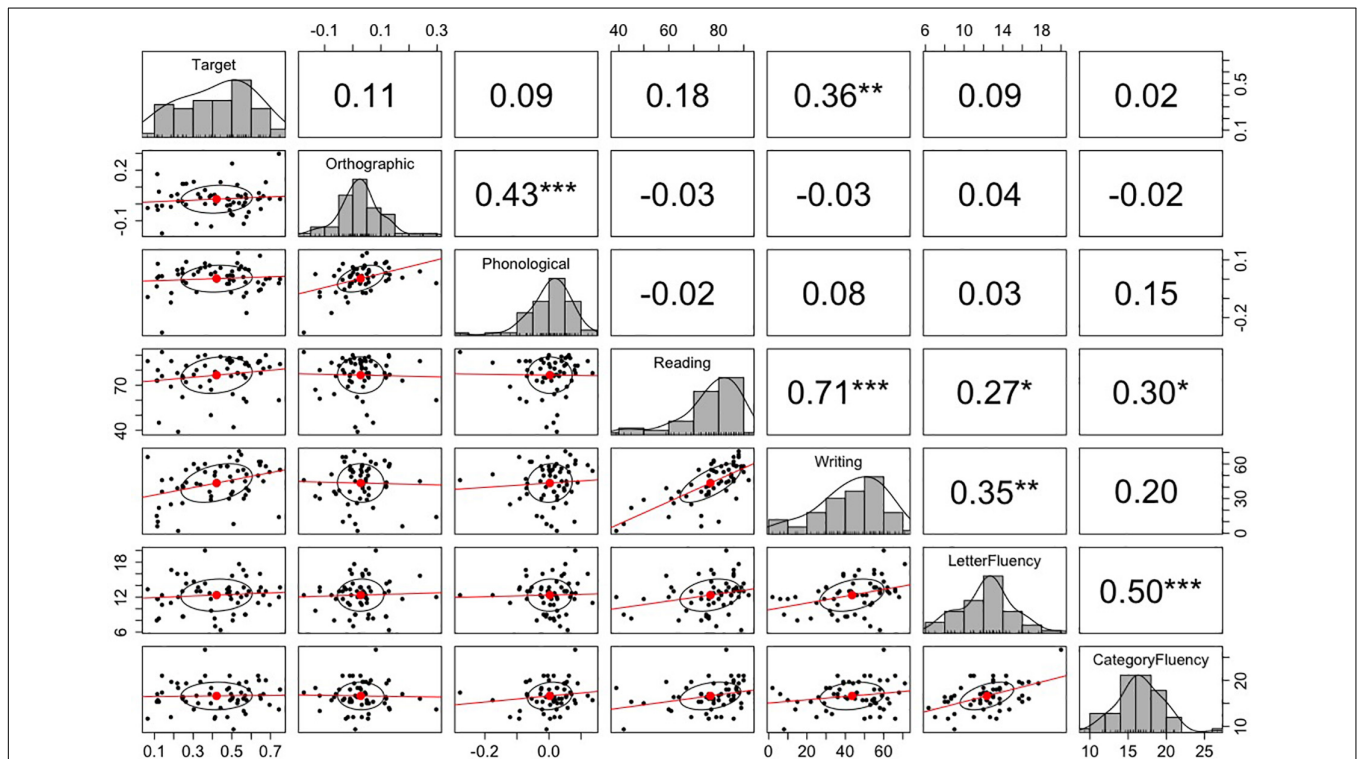 -0.1 0.1 0.3 40 60 80 6 10 14 18
Target 0.11 0.09 0.18 0.36** 0.09 0.02 0.1 0.5
-0.1 0.2 Orthographic 0.43*** -0.03 -0.03 0.04 -0.02
Phonological -0.02 0.08 0.03 0.15 -0.2 0.1
40 70 Reading 0.71*** 0.27* 0.30*
Writing 0.35** 0.20 0 30 60
6 12 18 LetterFluency 0.50***
CategoryFluency 10 20
0.1 0.3 0.5 0.7 -0.2 0.0 0 20 40 60 10 15 20 25